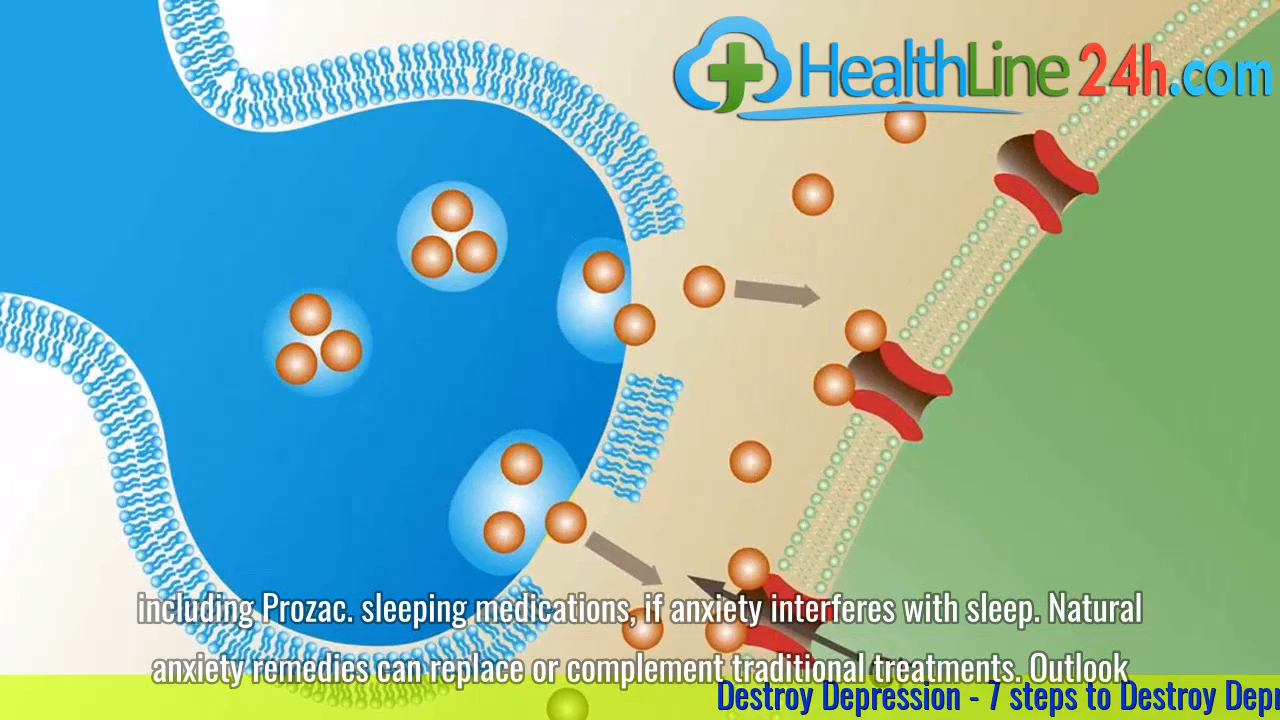 HealthLine24h.com
including Prozac. sleeping medications, if anxiety interferes with sleep. Natural
anxiety remedies can replace or complement traditional treatments. Outlook
Destroy Depression - 7 steps to Destroy Depr